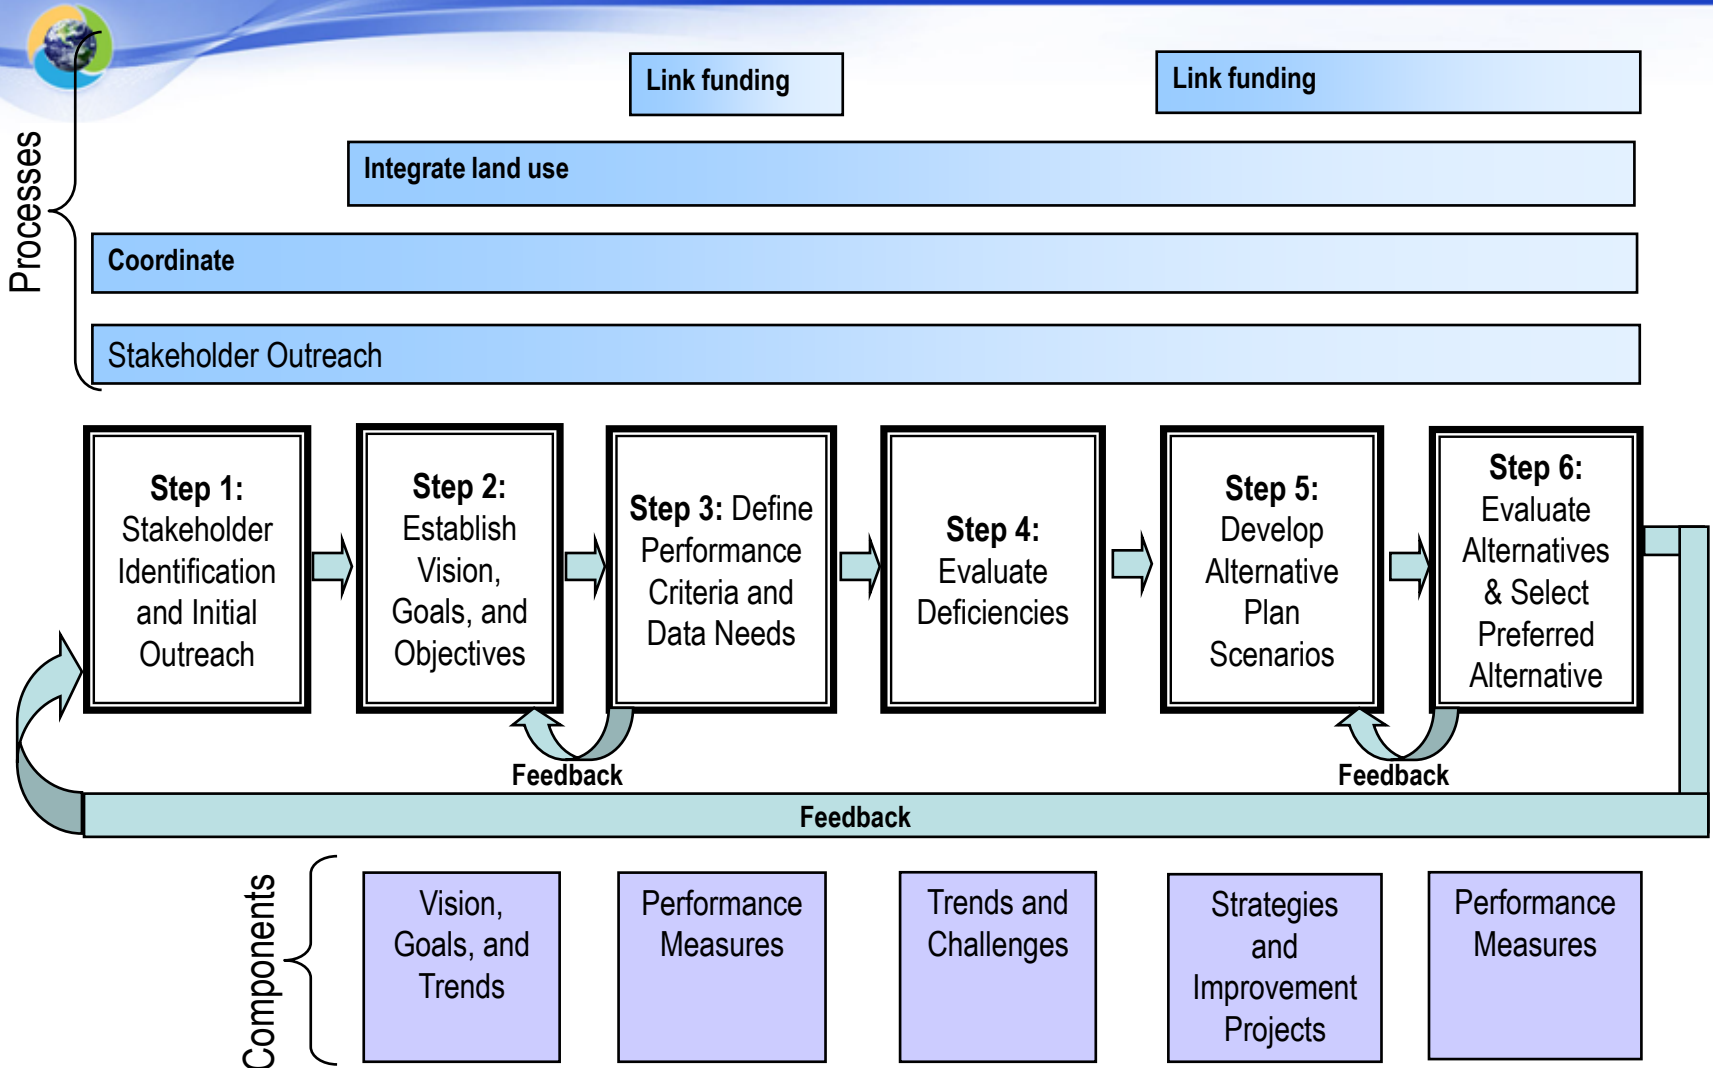 Link funding
Link funding
Integrate land use
Coordinate
Stakeholder Outreach
Processes
Step 1:
Stakeholder
Identification
and Initial
Outreach
Step 2:
Establish
Vision,
Goals, and
Objectives
Step 3: Define
Performance
Criteria and
Data Needs
Step 4:
Evaluate
Deficiencies
Step 5:
Develop
Alternative
Plan
Scenarios
Step 6:
Evaluate
Alternatives
& Select
Preferred
Alternative
Feedback
Feedback
Feedback
Components
Vision,
Goals, and
Trends
Performance
Measures
Trends and
Challenges
Strategies
and
Improvement
Projects
Performance
Measures